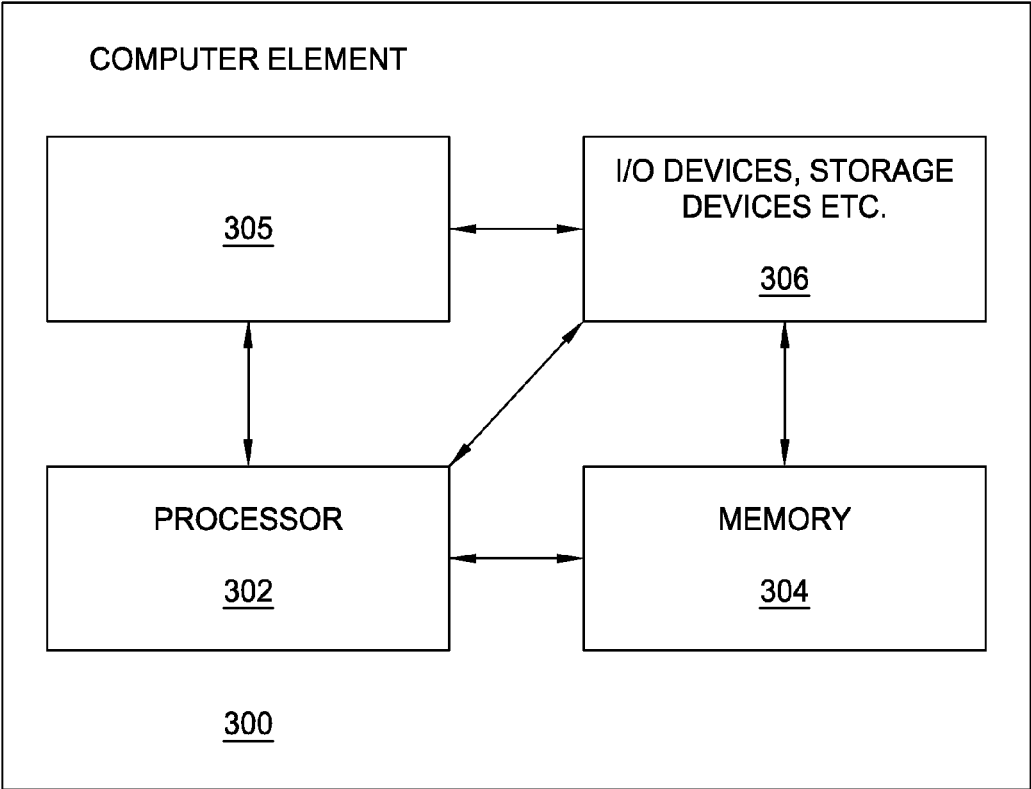 COMPUTER ELEMENT
305
I/O DEVICES, STORAGE
DEVICES ETC.
306
PROCESSOR
302
MEMORY
304
300